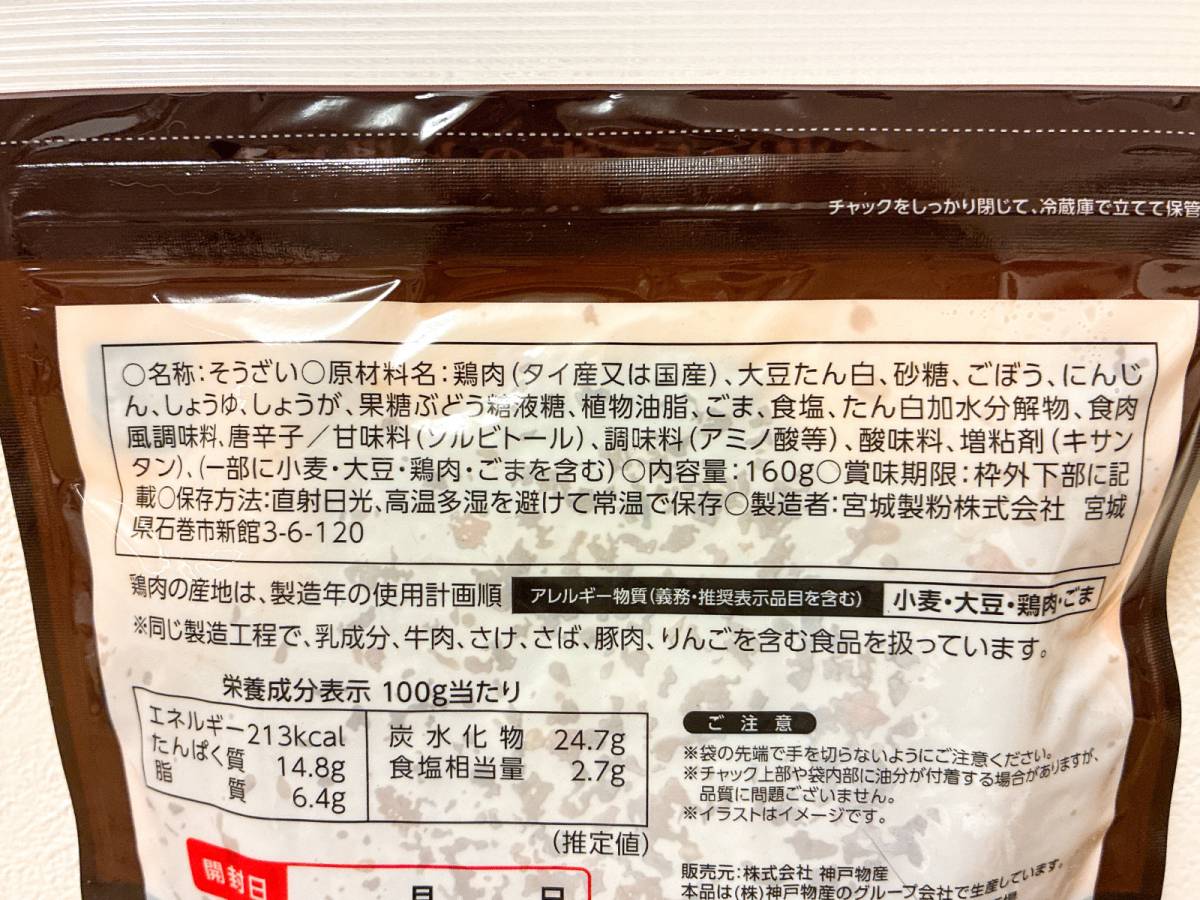 チャックをしっかり閉じて、冷蔵庫で立てて保管
○名称:そうざい○原材料名:鶏肉(タイ産又は国産)、大豆たん白、砂糖、ごぼう、にんじ
ん、しょうゆ、しょうが、果糖ぶどう糖液糖、植物油脂、ごま、食塩、たん白加水分解物、食肉
風調味料、唐辛子/甘味料(ソルビトール)、調味料(アミノ酸等)、酸味料、増粘剤(キサン
タン)、(一部に小麦・大豆・鶏肉・ごまを含む)○内容量:160g○賞味期限:枠外下部に記
載○保存方法:直射日光、高温多湿を避けて常温で保存○製造者:宮城製粉株式会社 宮城
県石巻市新館3-6-120
鶏肉の産地は、製造年の使用計画順 アレルギー物質(義務・推奨表示品目を含む) 小麦・大豆・鶏肉・ごま
※同じ製造工程で、乳成分、牛肉、さけ、さば、豚肉、りんごを含む食品を扱っています。
栄養成分表示 100g当たり
エネルギー 213kcal 炭水化物 24.7g
たんぱく質 14.8g 食塩相当量 2.7g
脂質 6.4g
(推定値)
ご注意
※袋の先端で手を切らないようにご注意ください。
※チャック上部や袋内部に油分が付着する場合がありますが、
品質に問題ございません。
※イラストはイメージです。
開封日 月 日
販売元:株式会社 神戸物産
本品は(株)神戸物産のグループ会社で生産しています。